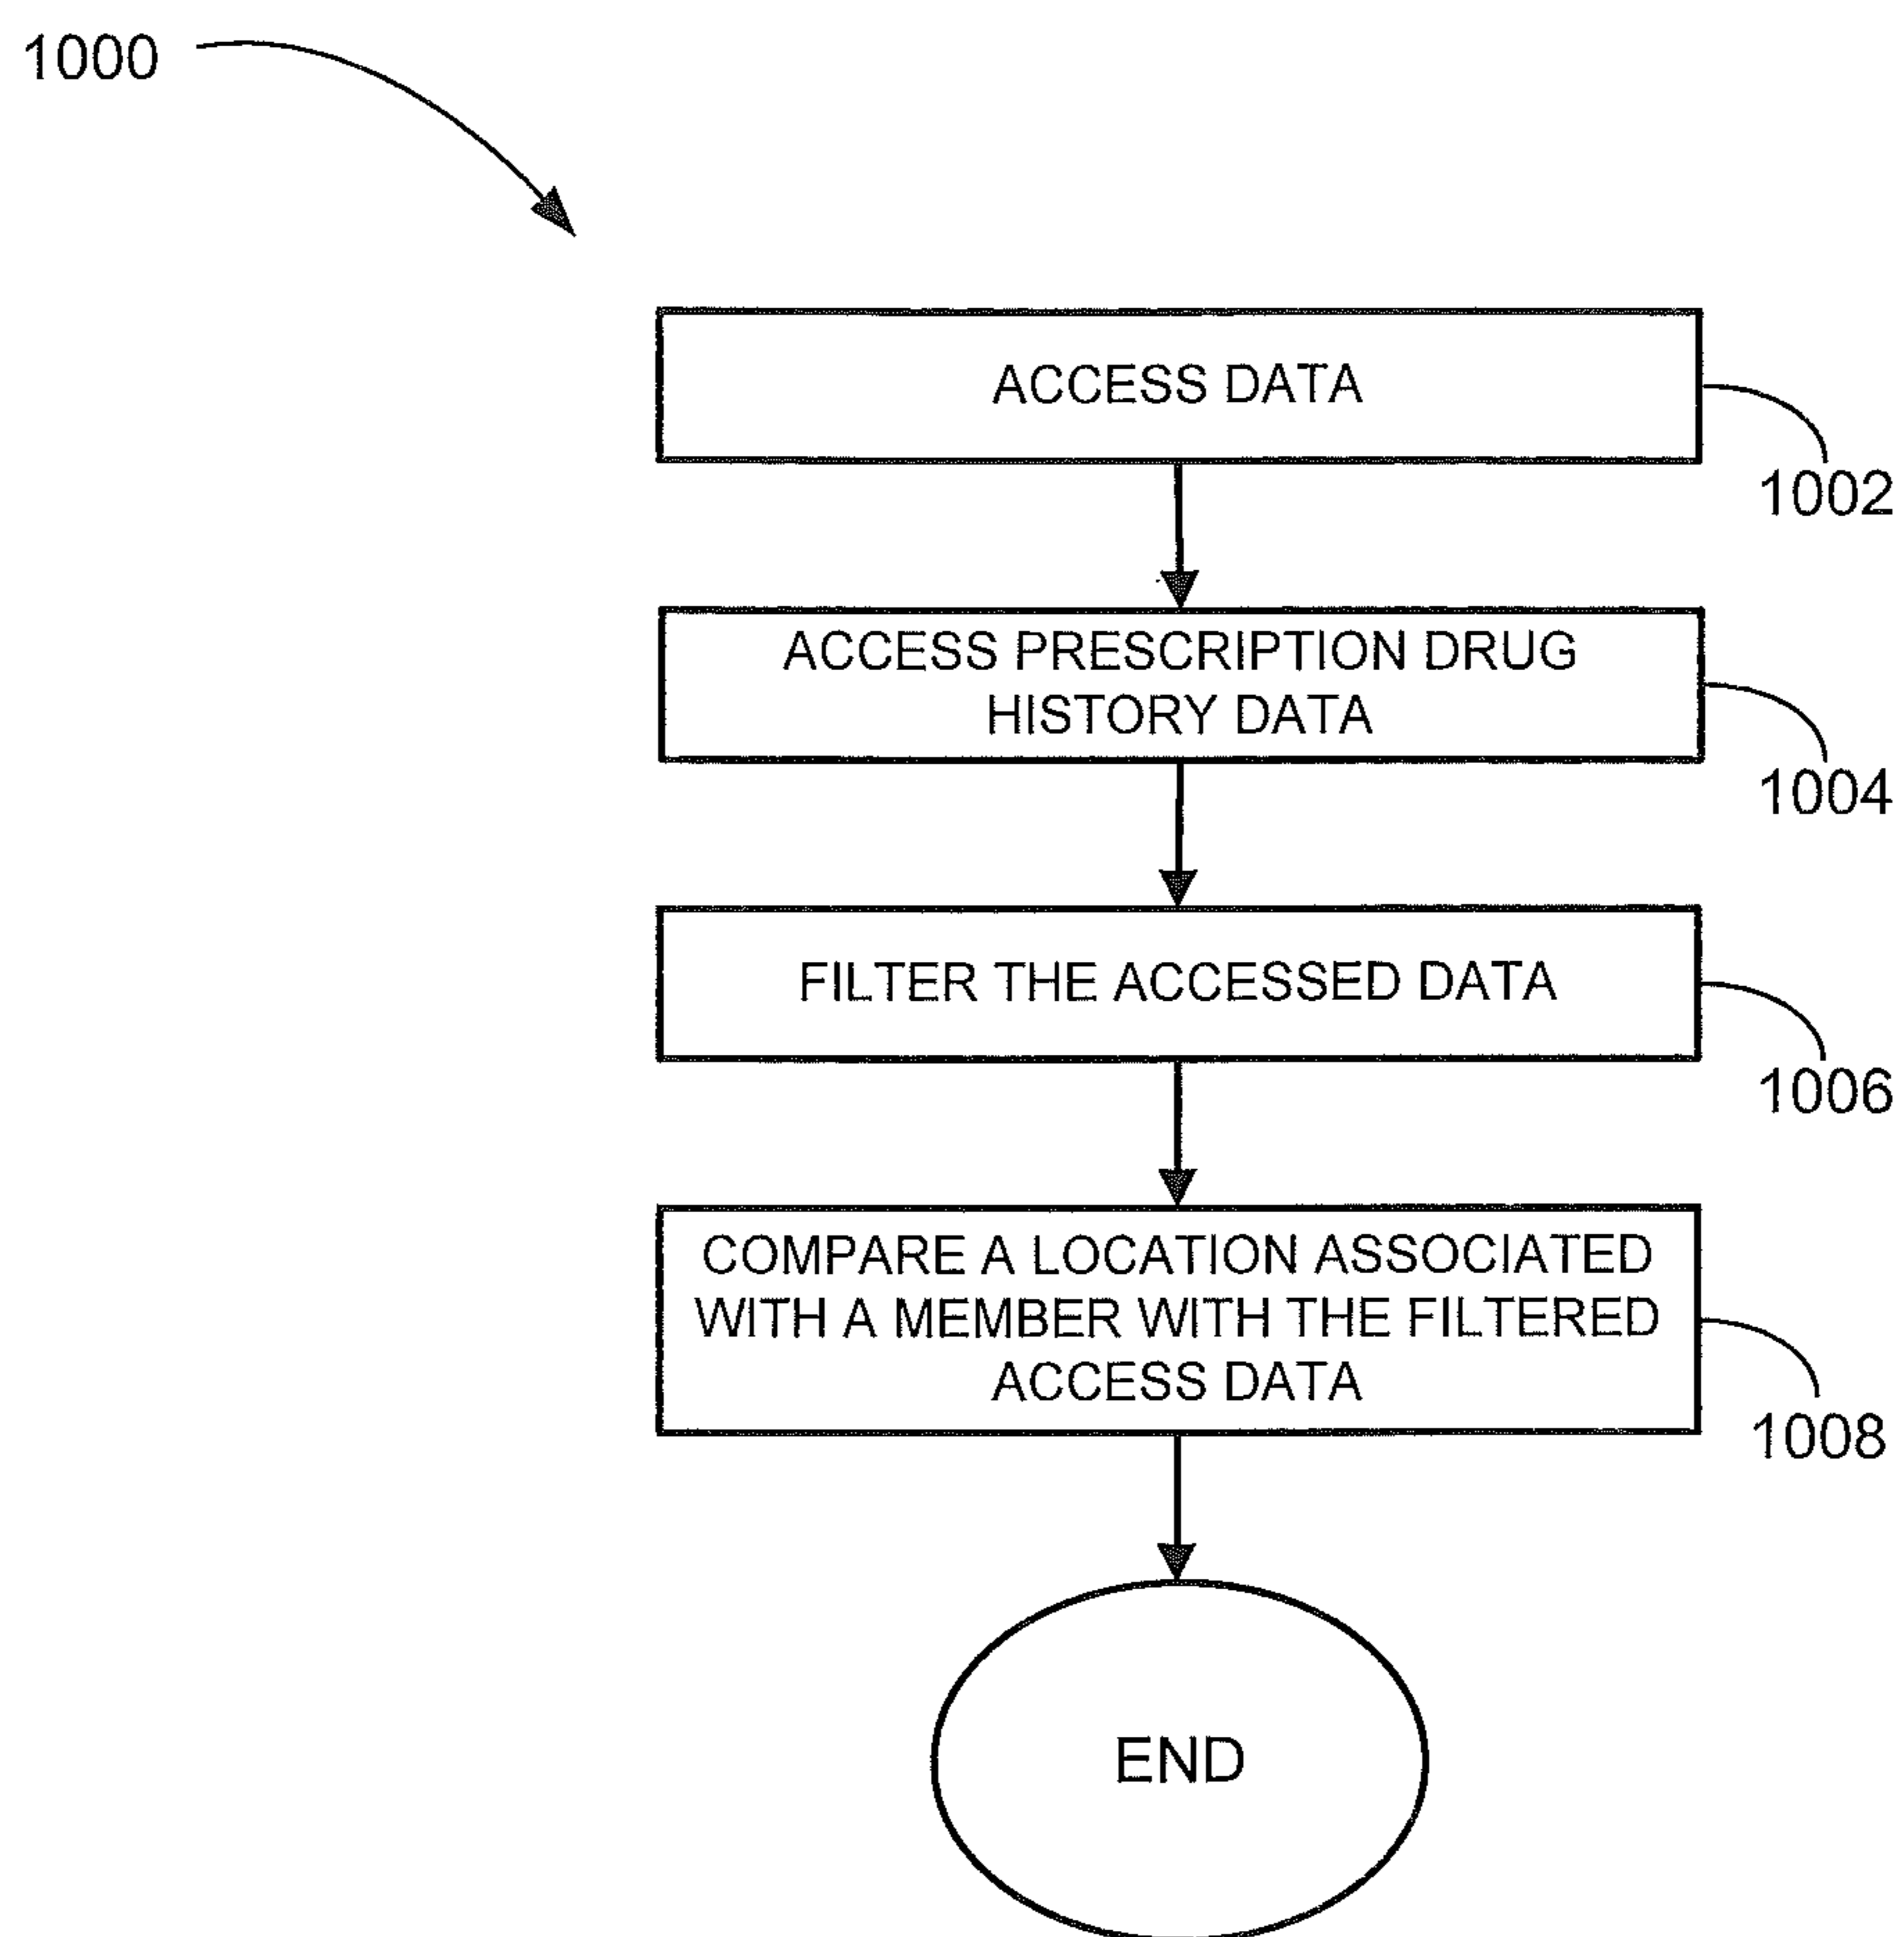 1000
ACCESS DATA
1002
ACCESS PRESCRIPTION DRUG
HISTORY DATA
1004
FILTER THE ACCESSED DATA
1006
COMPARE A LOCATION ASSOCIATED
WITH A MEMBER WITH THE FILTERED
ACCESS DATA
1008
END